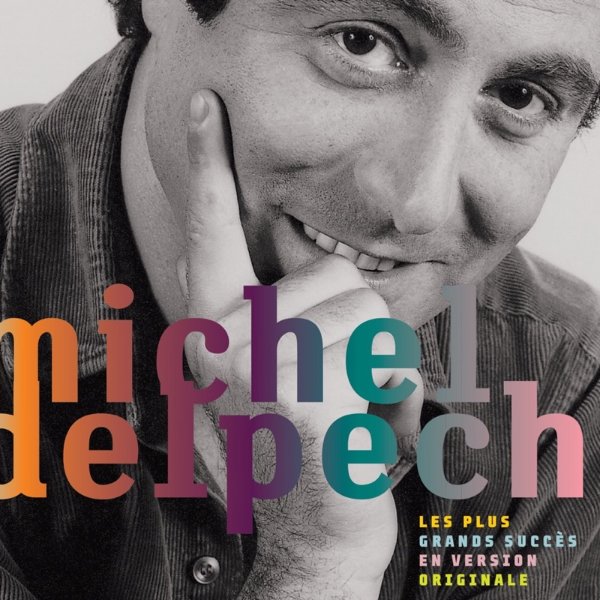 michel
delpech
LES PLUS
GRANDS SUCCÈS
EN VERSION
ORIGINALE